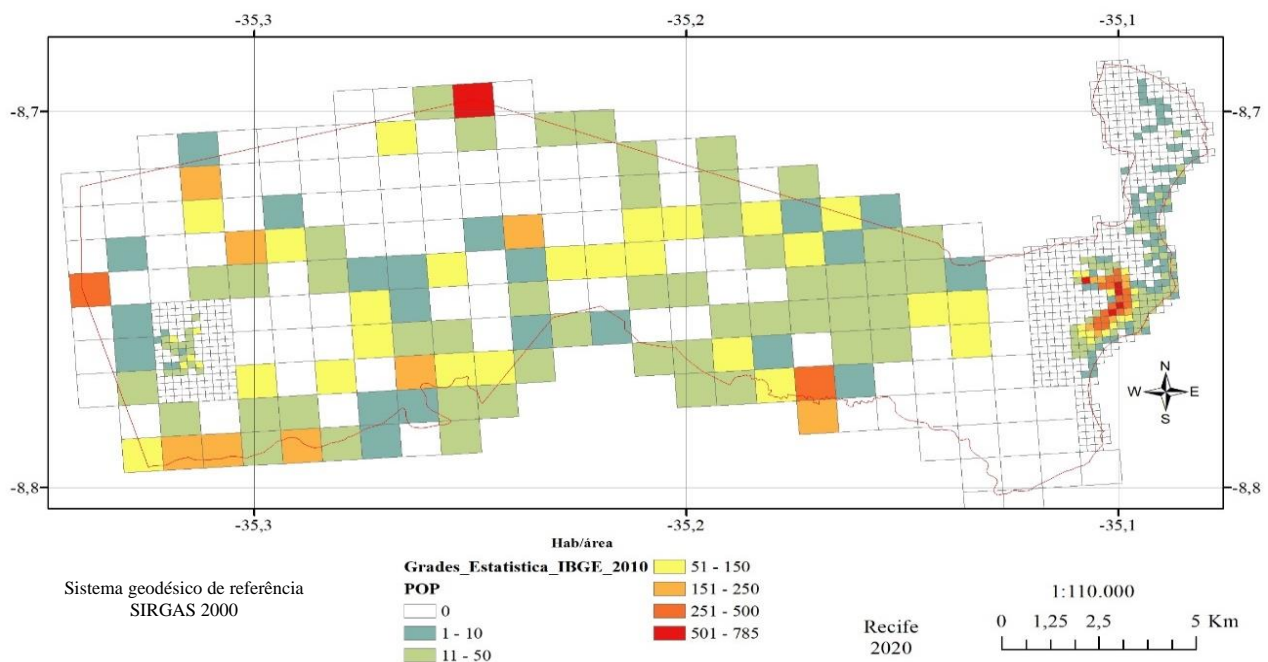 -35,3 -35,2 -35,1
-8,7 -8,7
N
W E
S
-8,8 -8,8
-35,3 -35,2 -35,1
Hab/área
Grades_Estatistica_IBGE_2010
POP
0
1 - 10
11 - 50
51 - 150
151 - 250
251 - 500
501 - 785
Sistema geodésico de referência
SIRGAS 2000
Recife
2020
1:110.000
0 1,25 2,5 5 Km